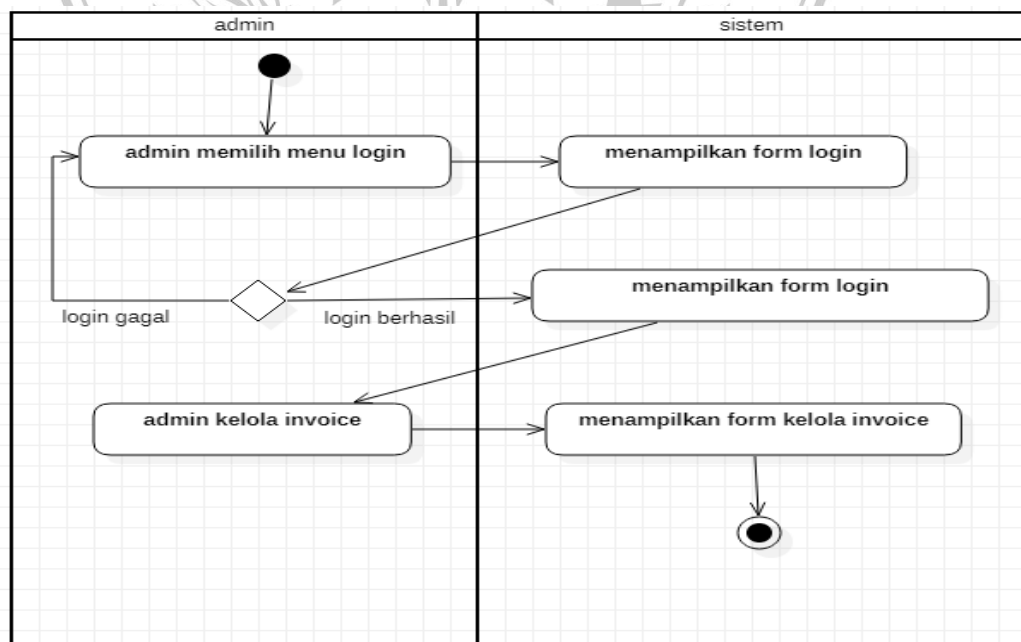 admin
sistem
admin memilih menu login
menampilkan form login
menampilkan form login
login gagal
login berhasil
admin kelola invoice
menampilkan form kelola invoice